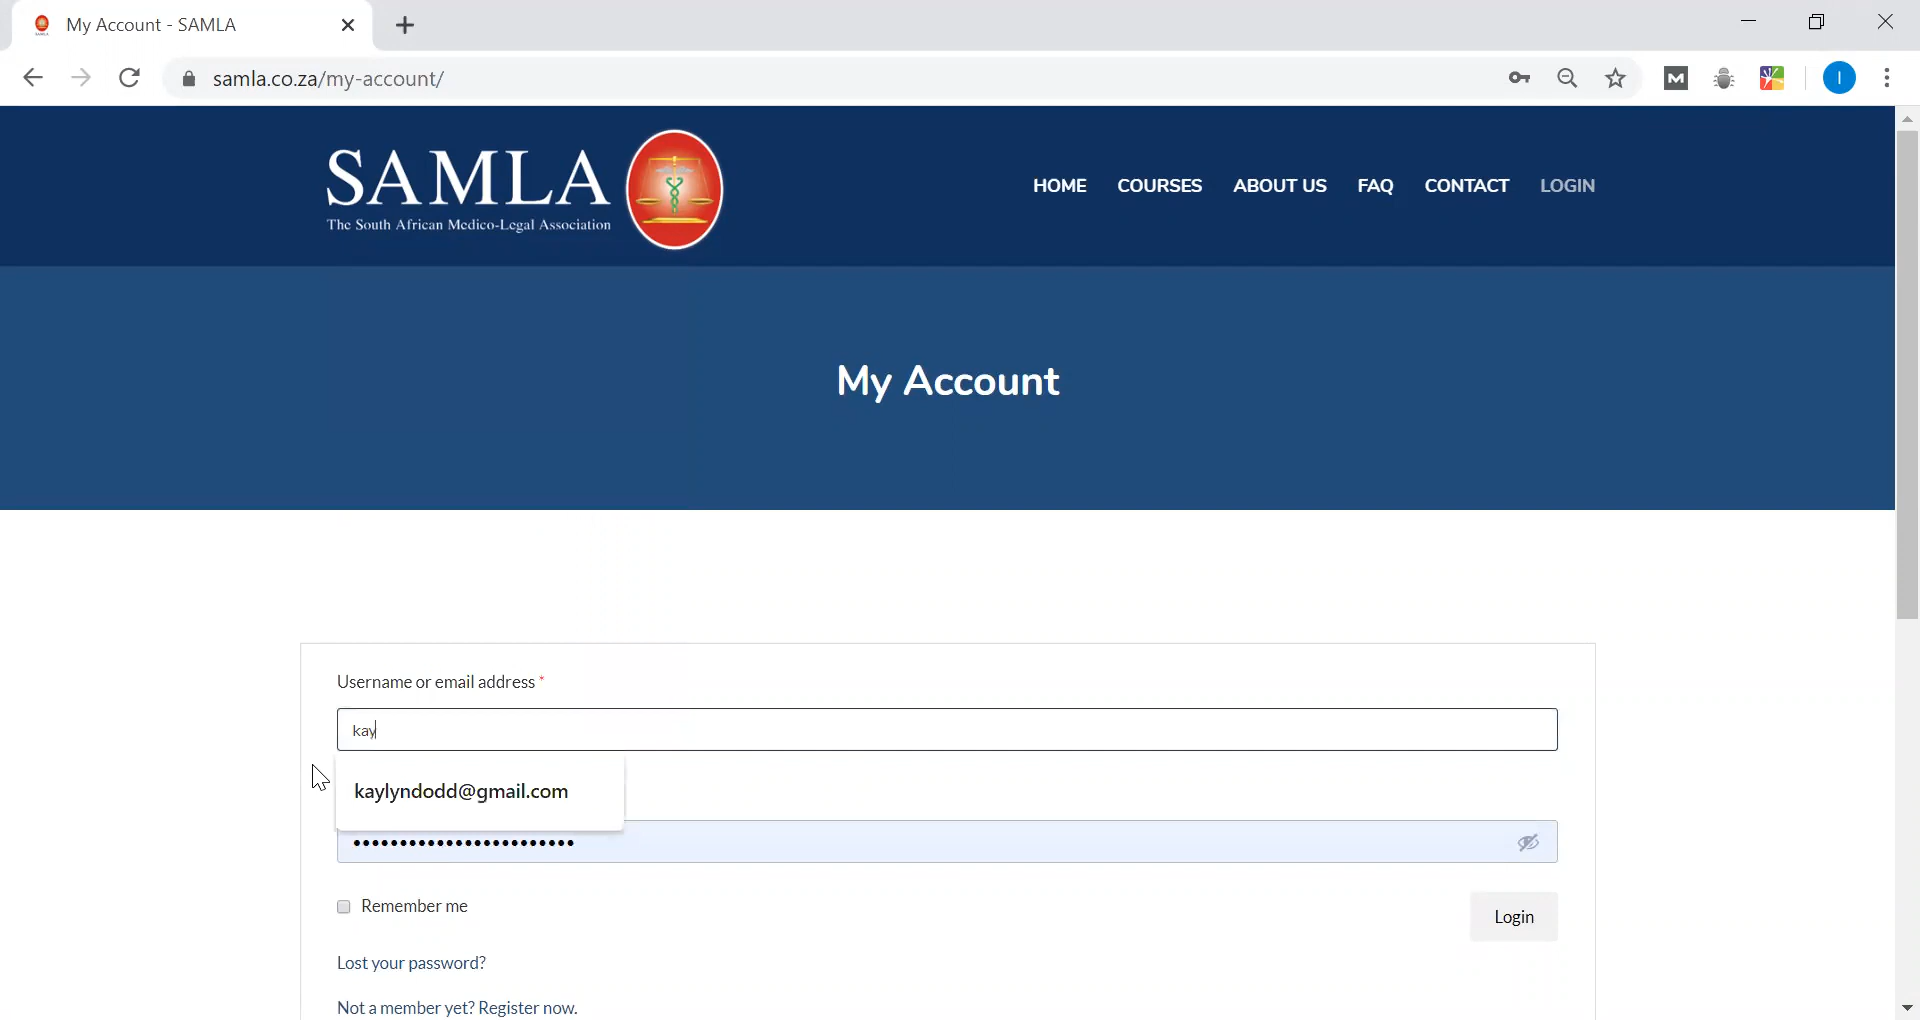 My Account - SAMLA
samla.co.za/my-account/
M
I
SAMLA
The South African Medico-Legal Association
HOME COURSES ABOUT US FAQ CONTACT LOGIN
My Account
Username or email address *
kay
kaylyndodd@gmail.com
Remember me
Login
Lost your password?
Not a member yet? Register now.